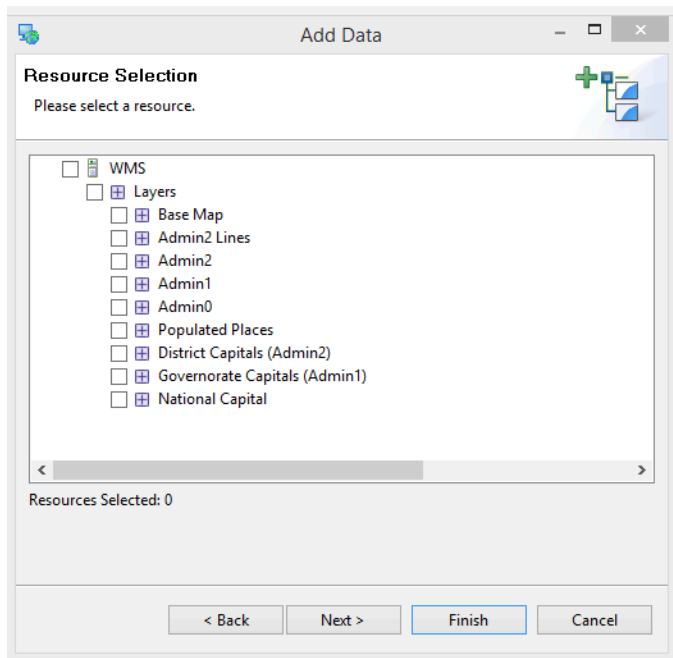 Add Data
Resource Selection
Please select a resource.
WMS
Layers
Base Map
Admin2 Lines
Admin2
Admin1
Admin0
Populated Places
District Capitals (Admin2)
Governorate Capitals (Admin1)
National Capital
Resources Selected: 0
< Back Next > Finish Cancel